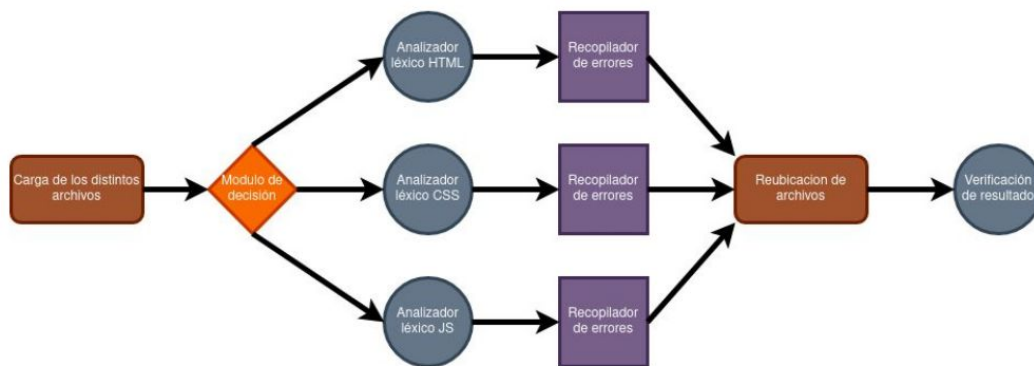 Carga de los distintos
archivos
Modulo de
decisión
Analizador
léxico HTML
Recopilador
de errores
Analizador
léxico CSS
Recopilador
de errores
Analizador
léxico JS
Recopilador
de errores
Reubicacion de
archivos
Verificación
de resultado